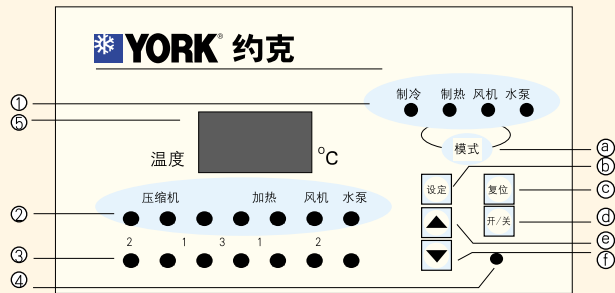 YORK® 约克
① 制冷 制热 风机 水泵
⑤
模式 ⓐ
温度 °C
ⓑ
设定 复位 ⓒ
压缩机 加热 风机 水泵
② 开/关 ⓓ
2 1 3 1 2
ⓔ
③
ⓕ
④